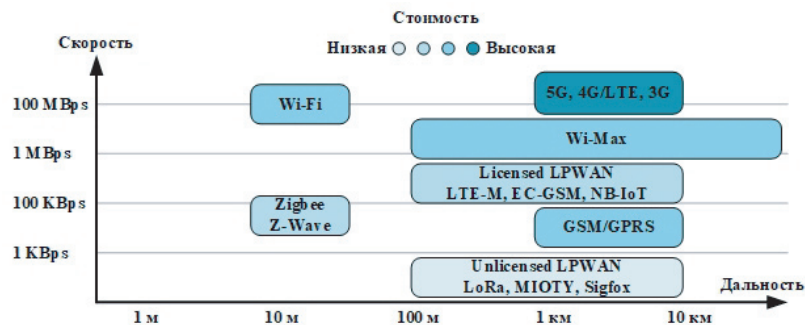 Стоимость
Низкая Высокая
Скорость
100 MBps
1 MBps
100 KBps
1 KBps
Wi-Fi
5G, 4G/LTE, 3G
Wi-Max
Licensed LPWAN
LTE-M, EC-GSM, NB-IoT
Zigbee
Z-Wave
GSM/GPRS
Unlicensed LPWAN
LoRa, MIOTY, Sigfox
Дальность
1 м 10 м 100 м 1 км 10 км